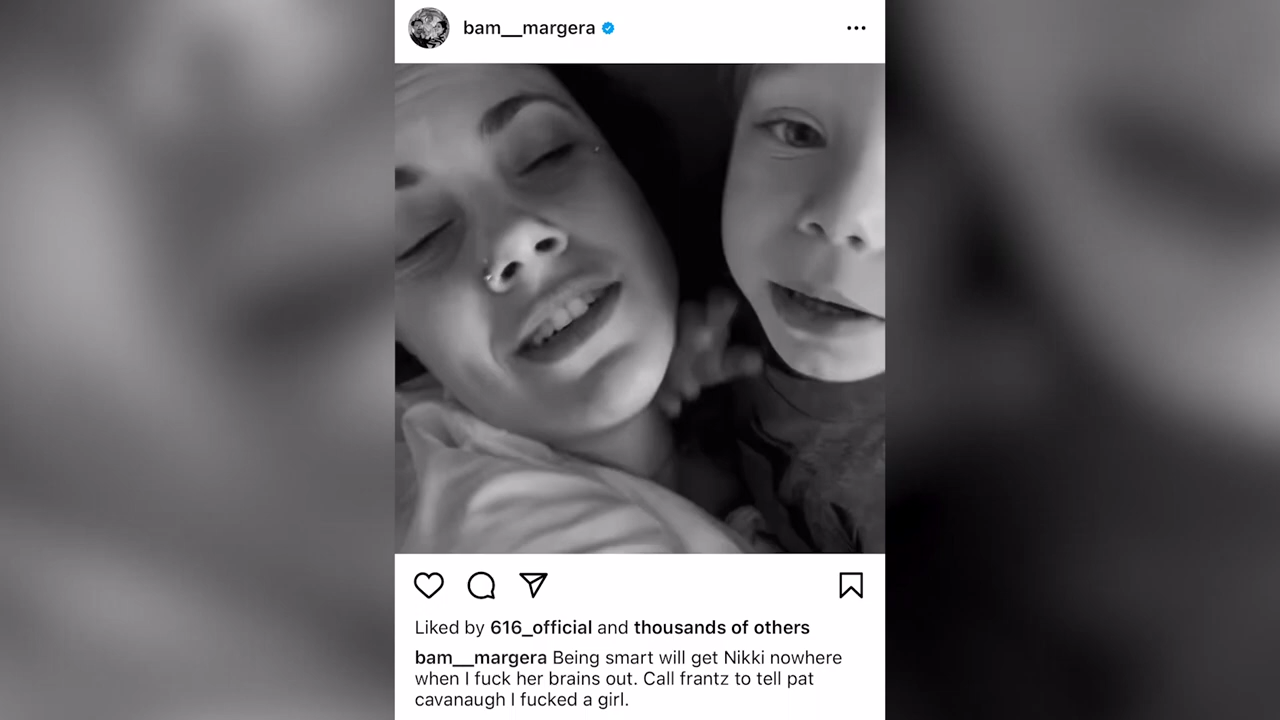 bam__margera
Liked by 616_official and thousands of others
bam__margera Being smart will get Nikki nowhere
when I fuck her brains out. Call frantz to tell pat
cavanaugh I fucked a girl.